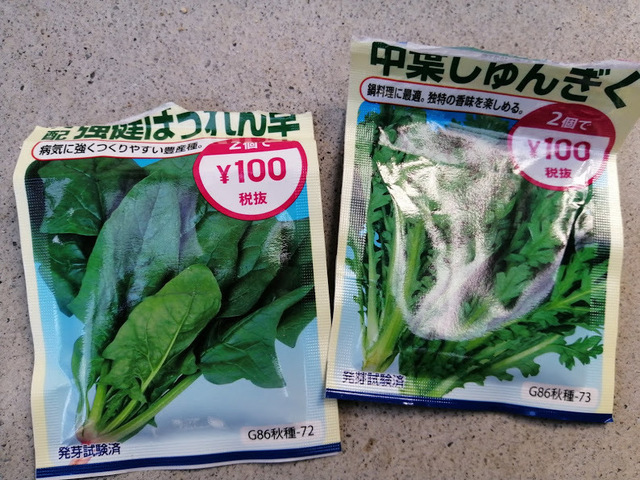 強健ほうれん草
病気に強くつくりやすい豊産種。
2個で
¥100
税抜
発芽試験済
G86秋種-72
中葉しゅんぎく
鍋料理に最適。独特の香味を楽しめる。
2個で
¥100
税抜
発芽試験済
G86秋種-73